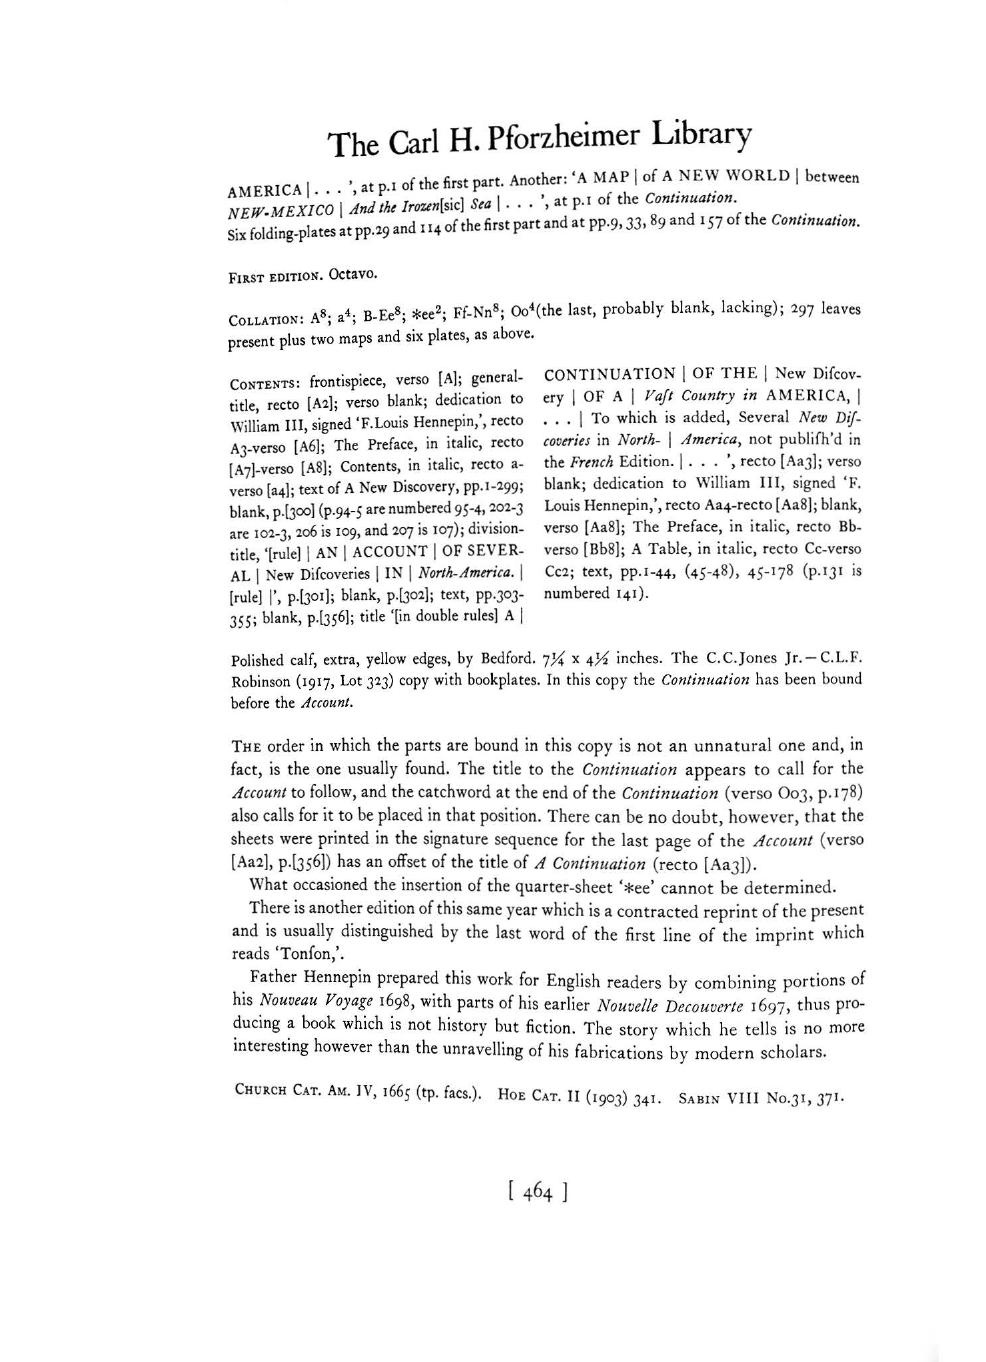 The Carl H. Pforzheimer Library
AMERICA | . . . ', at p.1 of the first part. Another: 'A MAP | of A NEW WORLD | between
NEW-MEXICO | And the Irozen[sic] Sea | . . . ', at p.1 of the Continuation.
Six folding-plates at pp.29 and 114 of the first part and at pp.9, 33, 89 and 157 of the Continuation.
FIRST EDITION. Octavo.
COLLATION: A⁸; a⁴; B-Ee⁸; *ee²; Ff-Nn⁸; Oo⁴(the last, probably blank, lacking); 297 leaves
present plus two maps and six plates, as above.
CONTENTS: frontispiece, verso [A]; general-
title, recto [A2]; verso blank; dedication to
William III, signed 'F.Louis Hennepin,', recto
A3-verso [A6]; The Preface, in italic, recto
[A7]-verso [A8]; Contents, in italic, recto a-
verso [a4]; text of A New Discovery, pp.1-299;
blank, p.[300] (p.94-5 are numbered 95-4, 202-3
are 102-3, 206 is 109, and 207 is 107); division-
title, '[rule] | AN | ACCOUNT | OF SEVER-
AL | New Difcoveries | IN | North-America. |
[rule] |', p.[301]; blank, p.[302]; text, pp.303-
355; blank, p.[356]; title '[in double rules] A |
CONTINUATION | OF THE | New Difcov-
ery | OF A | Vaſt Country in AMERICA, |
. . . | To which is added, Several New Diſ-
coveries in North- | America, not publiſh'd in
the French Edition. | . . . ', recto [Aa3]; verso
blank; dedication to William III, signed 'F.
Louis Hennepin,', recto Aa4-recto [Aa8]; blank,
verso [Aa8]; The Preface, in italic, recto Bb-
verso [Bb8]; A Table, in italic, recto Cc-verso
Cc2; text, pp.1-44, (45-48), 45-178 (p.131 is
numbered 141).
Polished calf, extra, yellow edges, by Bedford. 7¼ x 4½ inches. The C.C.Jones Jr.—C.L.F.
Robinson (1917, Lot 323) copy with bookplates. In this copy the Continuation has been bound
before the Account.
THE order in which the parts are bound in this copy is not an unnatural one and, in
fact, is the one usually found. The title to the Continuation appears to call for the
Account to follow, and the catchword at the end of the Continuation (verso Oo3, p.178)
also calls for it to be placed in that position. There can be no doubt, however, that the
sheets were printed in the signature sequence for the last page of the Account (verso
[Aa2], p.[356]) has an offset of the title of A Continuation (recto [Aa3]).
What occasioned the insertion of the quarter-sheet '*ee' cannot be determined.
There is another edition of this same year which is a contracted reprint of the present
and is usually distinguished by the last word of the first line of the imprint which
reads 'Tonſon,'.
Father Hennepin prepared this work for English readers by combining portions of
his Nouveau Voyage 1698, with parts of his earlier Nouvelle Decouverte 1697, thus pro-
ducing a book which is not history but fiction. The story which he tells is no more
interesting however than the unravelling of his fabrications by modern scholars.
CHURCH CAT. AM. IV, 1665 (tp. facs.). HOE CAT. II (1903) 341. SABIN VIII No.31, 371.
[ 464 ]